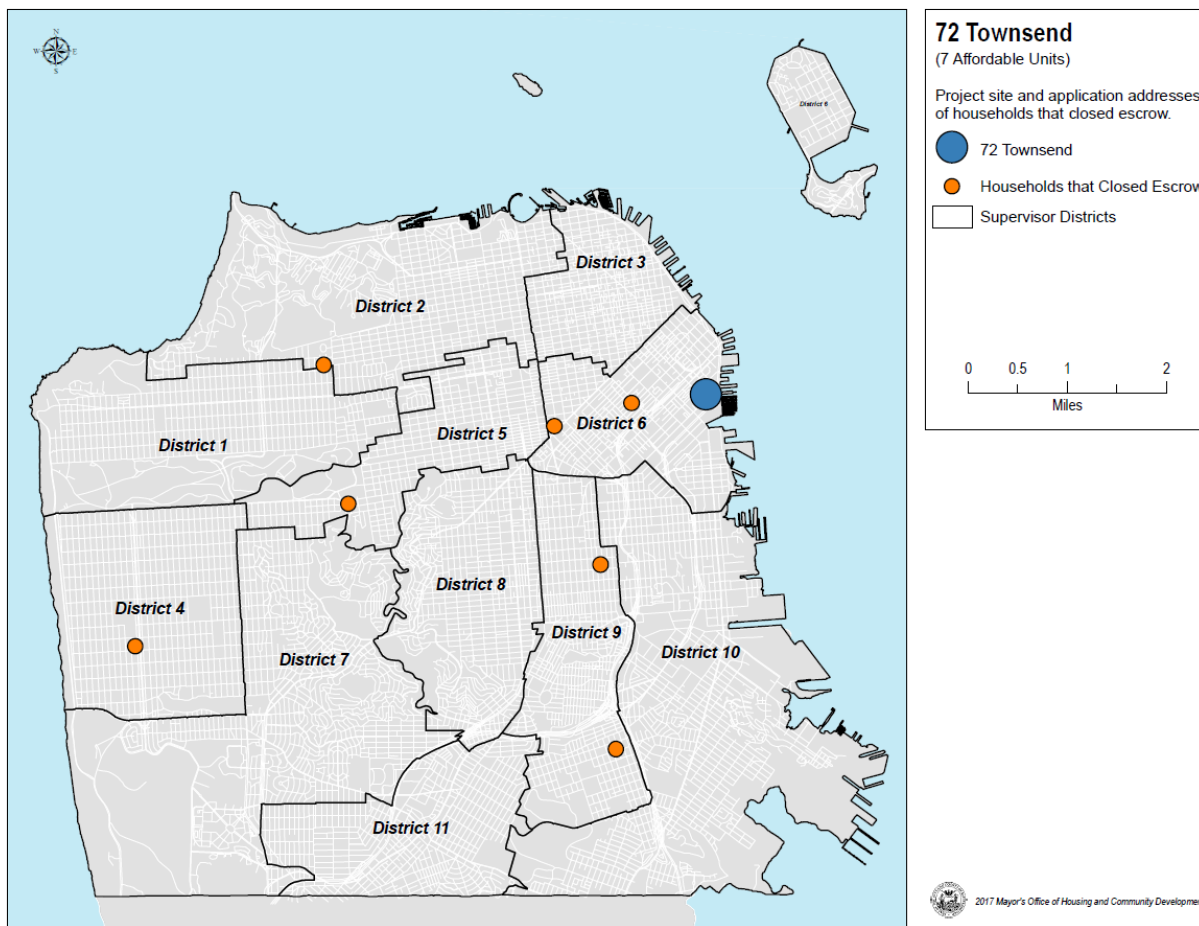 N
W
E
S
District 6
District 3
District 2
District 1
District 5
District 6
District 4
District 8
District 9
District 7
District 10
District 11
72 Townsend
(7 Affordable Units)
Project site and application addresses
of households that closed escrow.
72 Townsend
Households that Closed Escrow
Supervisor Districts
0 0.5 1 2
Miles
2017 Mayor's Office of Housing and Community Developmen